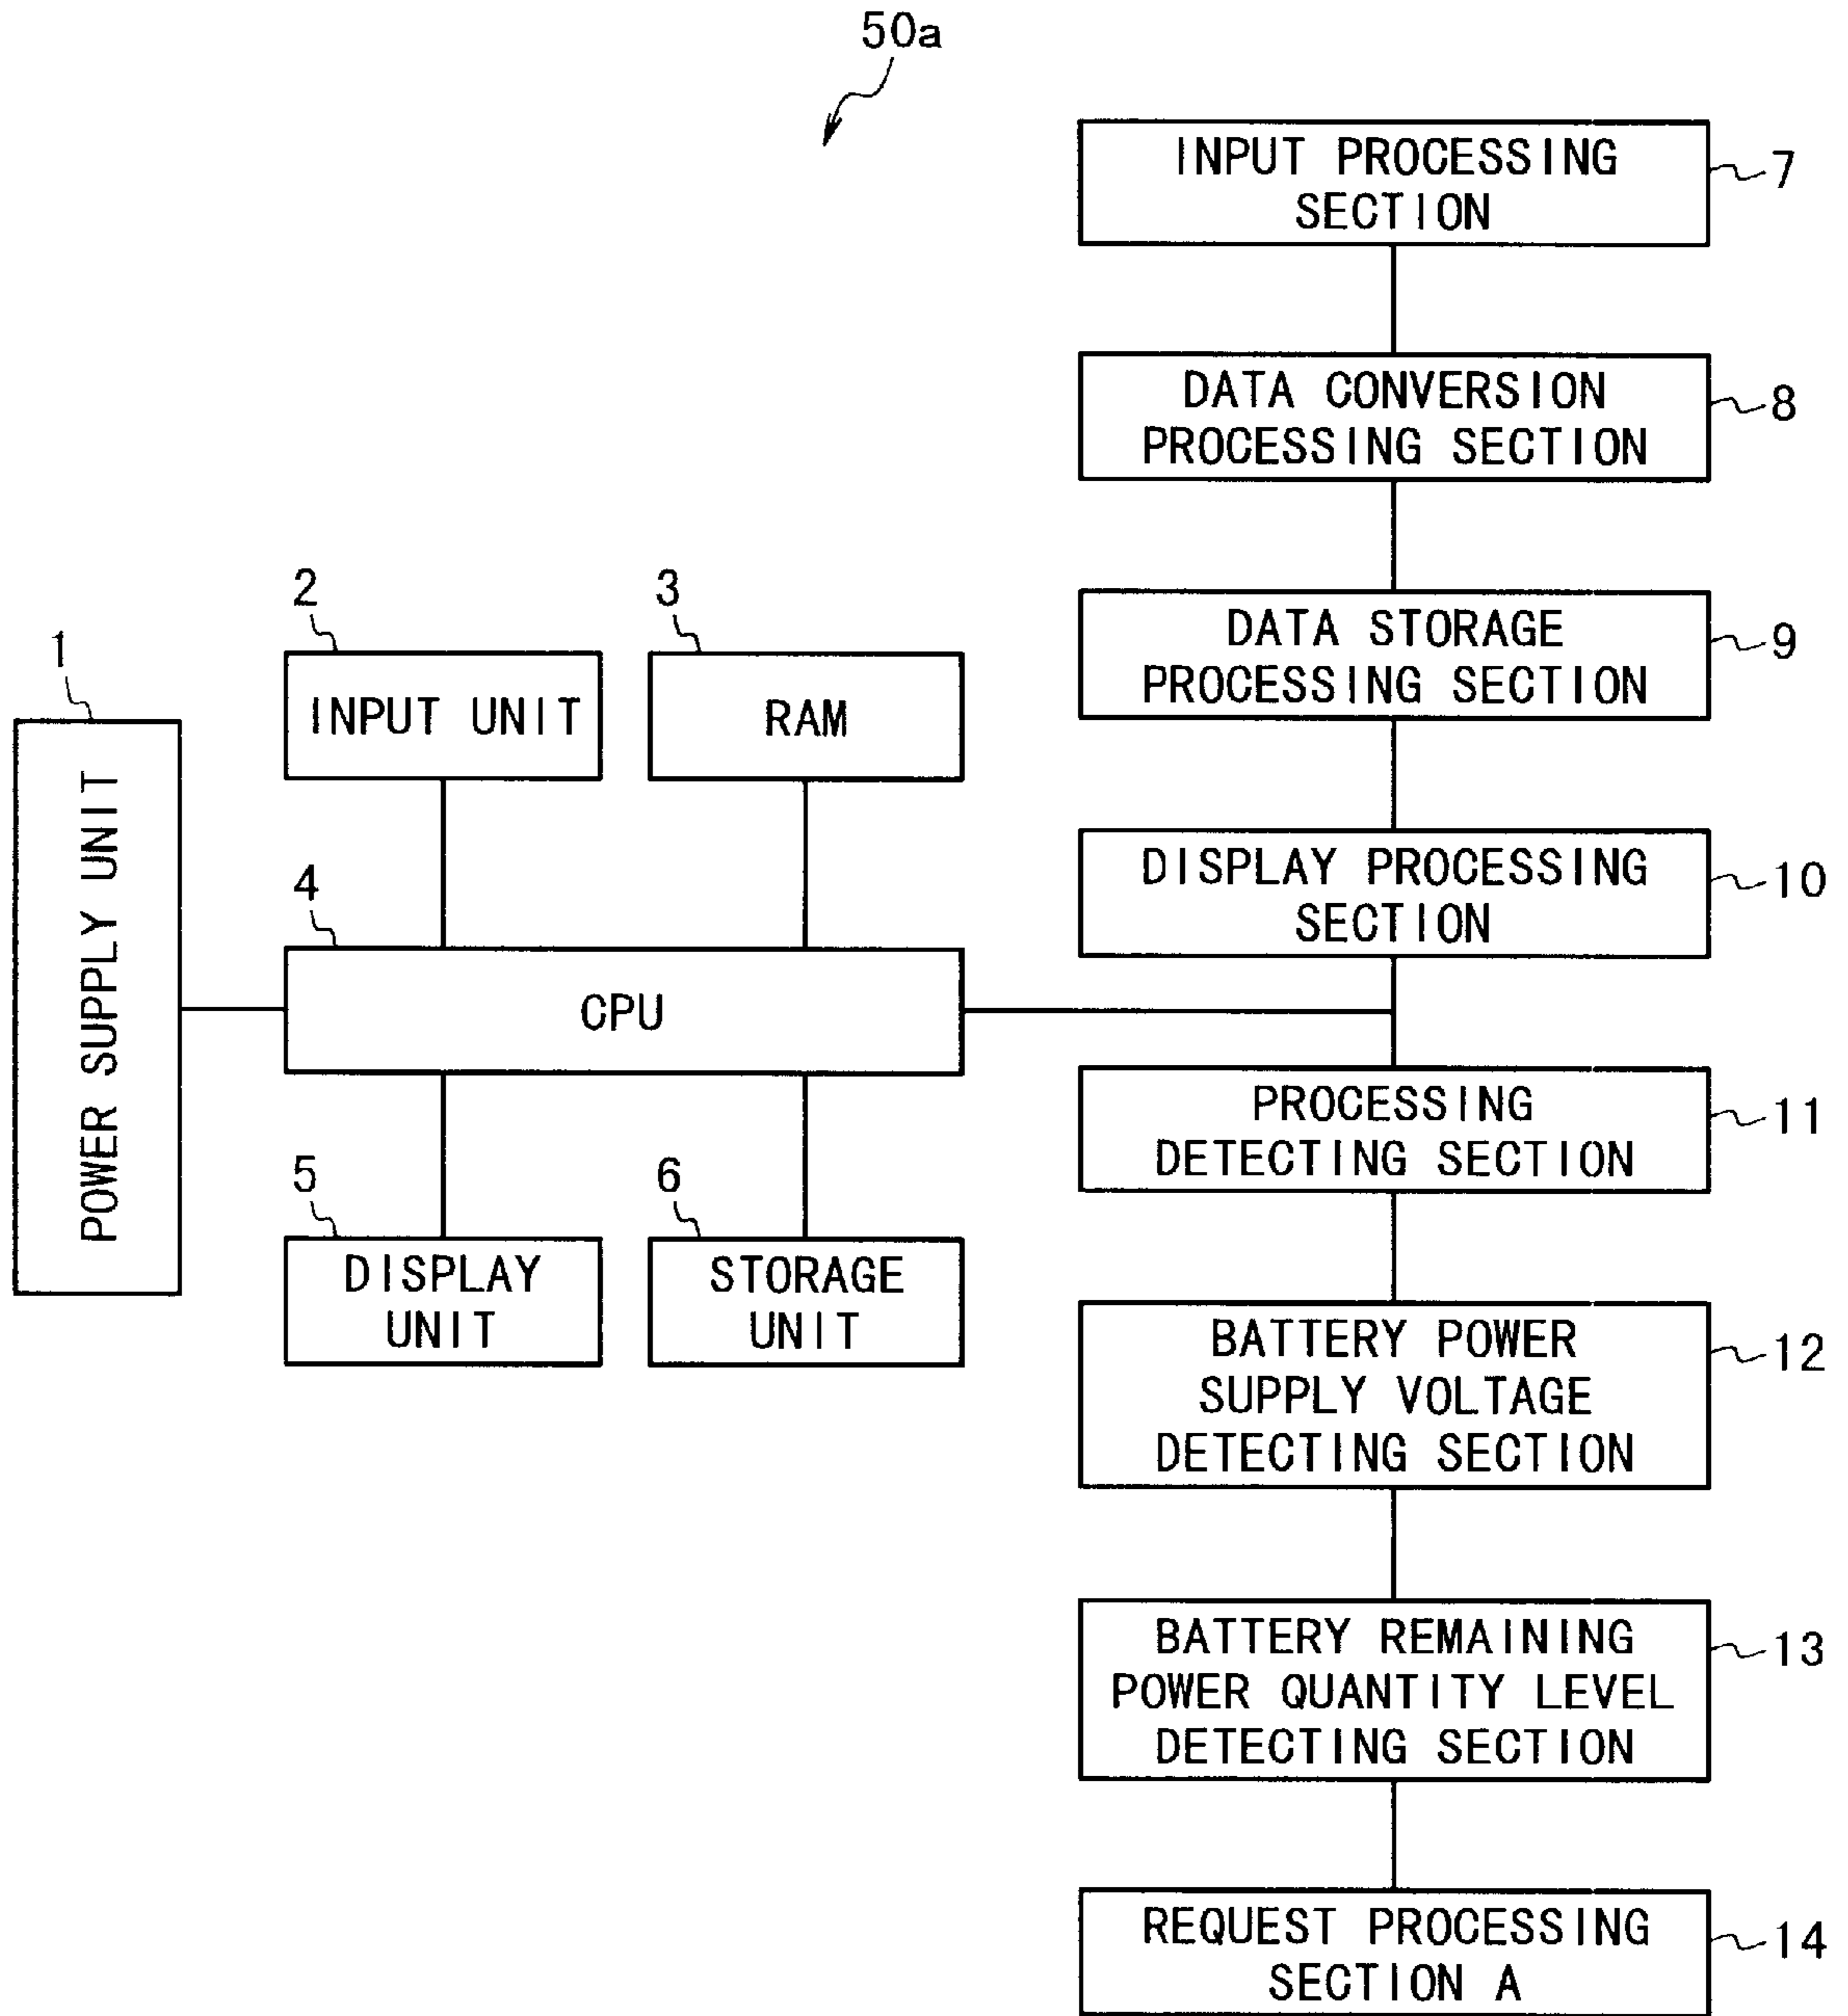 50a
INPUT PROCESSING
SECTION
7
DATA CONVERSION
PROCESSING SECTION
8
DATA STORAGE
PROCESSING SECTION
9
DISPLAY PROCESSING
SECTION
10
PROCESSING
DETECTING SECTION
11
BATTERY POWER
SUPPLY VOLTAGE
DETECTING SECTION
12
BATTERY REMAINING
POWER QUANTITY LEVEL
DETECTING SECTION
13
REQUEST PROCESSING
SECTION A
14
1
POWER SUPPLY UNIT
2
INPUT UNIT
3
RAM
4
CPU
5
DISPLAY
UNIT
6
STORAGE
UNIT